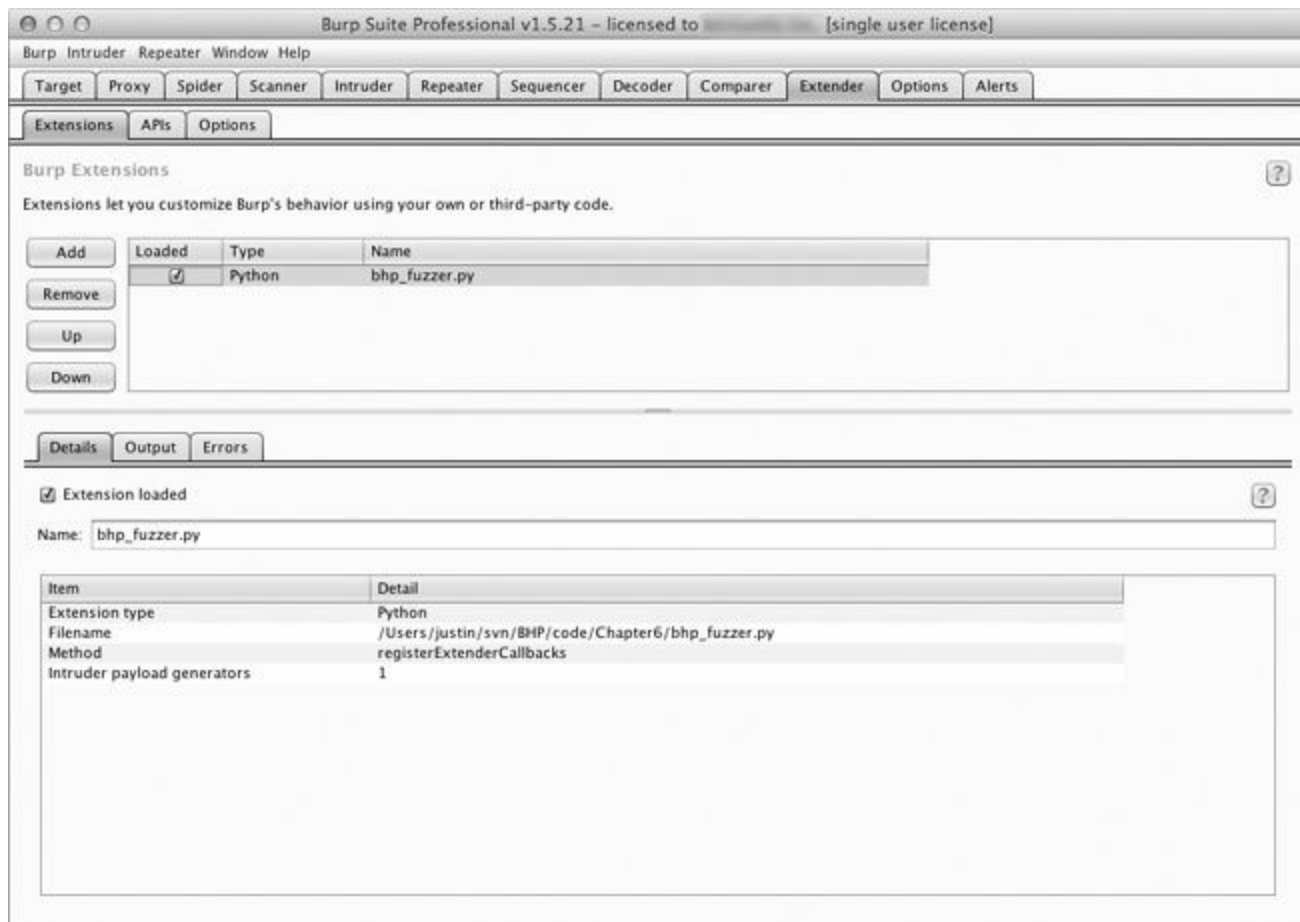 Burp Suite Professional v1.5.21 – licensed to [single user license]
Burp Intruder Repeater Window Help
Target Proxy Spider Scanner Intruder Repeater Sequencer Decoder Comparer Extender Options Alerts
Extensions APIs Options
Burp Extensions
?
Extensions let you customize Burp's behavior using your own or third-party code.
Add
Remove
Up
Down
Loaded Type Name
Python bhp_fuzzer.py
Details Output Errors
Extension loaded
?
Name: bhp_fuzzer.py
Item Detail
Extension type Python
Filename /Users/justin/svn/BHP/code/Chapter6/bhp_fuzzer.py
Method registerExtenderCallbacks
Intruder payload generators 1